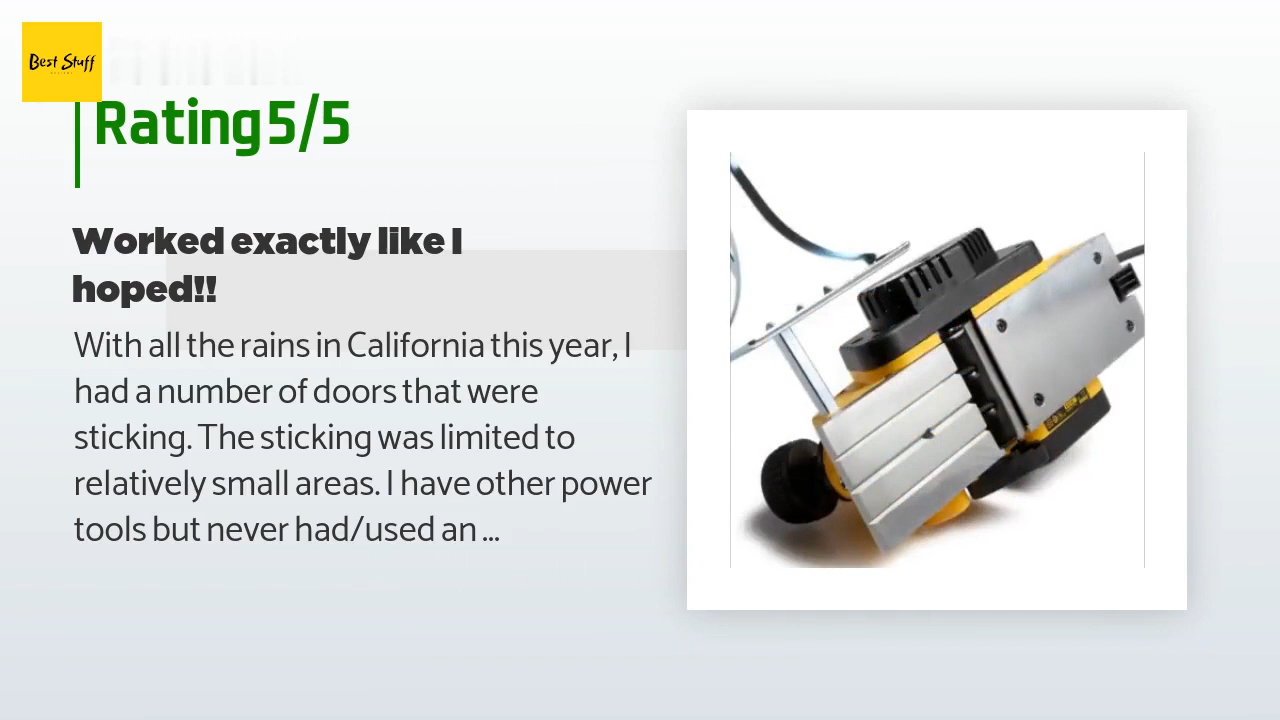 Best Stuff
Rating 5/5
Worked exactly like I
hoped!!
With all the rains in California this year, I
had a number of doors that were
sticking. The sticking was limited to
relatively small areas. I have other power
tools but never had/used an ...